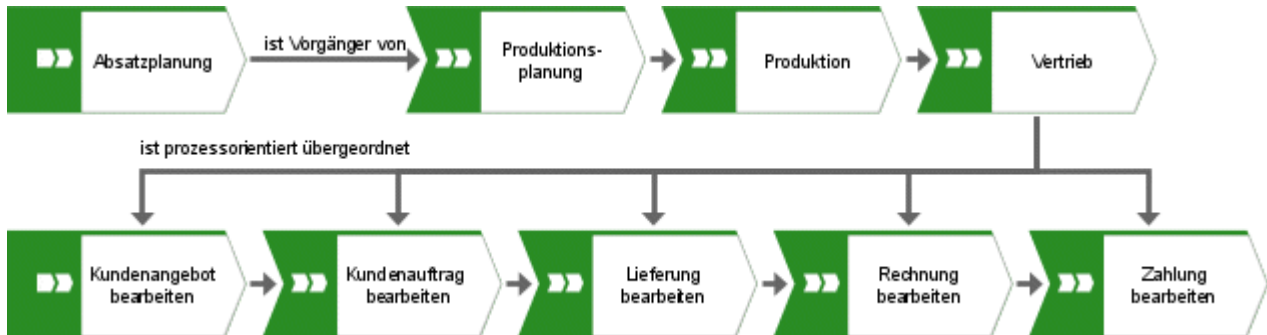 Absatzplanung
ist Vorgänger von
Produktions-
planung
Produktion
Vertrieb
ist prozessorientiert übergeordnet
Kundenangebot
bearbeiten
Kundenauftrag
bearbeiten
Lieferung
bearbeiten
Rechnung
bearbeiten
Zahlung
bearbeiten